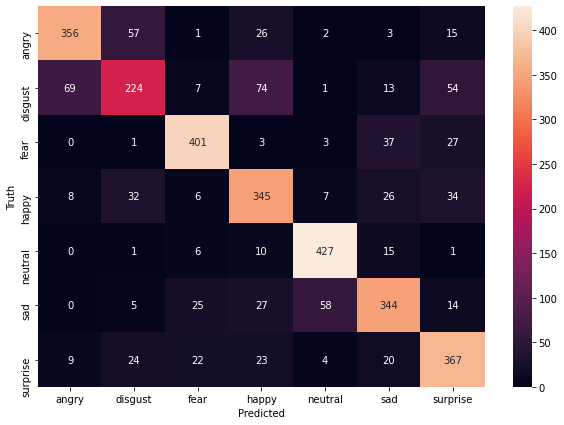 angry 356 57 1 26 2 3 15
disgust 69 224 7 74 1 13 54
fear 0 1 401 3 3 37 27
happy 8 32 6 345 7 26 34
neutral 0 1 6 10 427 15 1
sad 0 5 25 27 58 344 14
surprise 9 24 22 23 4 20 367
angry disgust fear happy neutral sad surprise
Predicted
Truth
400
350
300
250
200
150
100
50
0